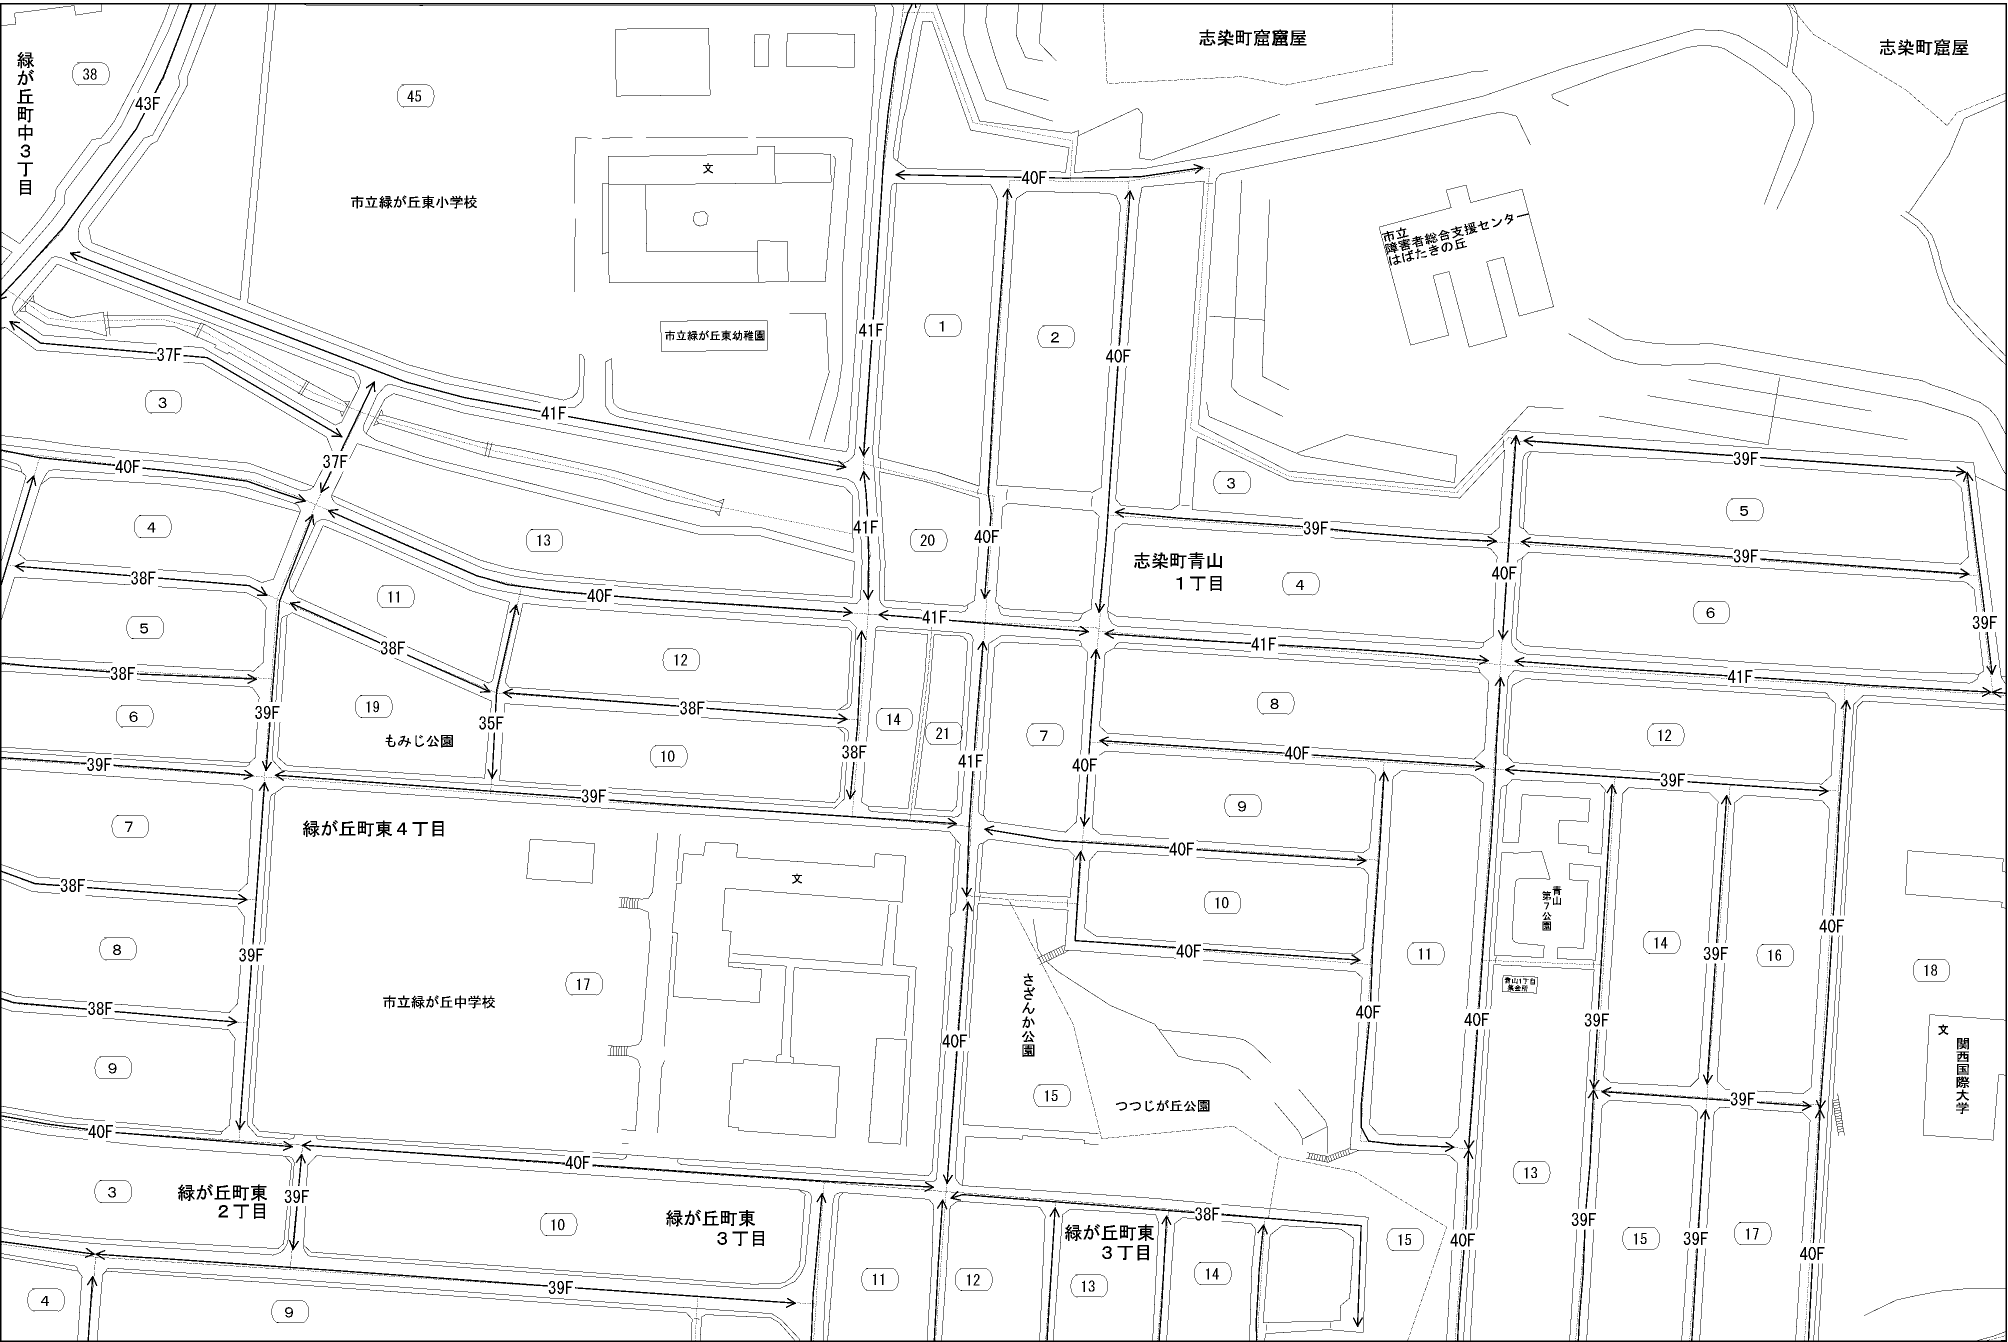 志染町窟屋
志染町窟屋
緑が丘町中3丁目
38
43F
45
文
40F
市立緑が丘東小学校
市立
障害者総合支援センター
はばたきの丘
市立緑が丘東幼稚園
41F
1
2
40F
37F
3
41F
37F
40F
39F
3
5
4
13
41F
20
40F
39F
39F
志染町青山
1丁目
4
40F
38F
11
40F
6
5
41F
39F
38F
12
41F
41F
38F
6
39F
19
35F
38F
14
21
7
8
12
もみじ公園
10
38F
41F
40F
40F
39F
39F
39F
9
7
緑が丘町東4丁目
40F
38F
文
10
青山
第7公園
8
39F
17
40F
11
14
39F
16
40F
18
市立緑が丘中学校
さざんか公園
青山1丁目
集会所
38F
40F
40F
40F
39F
文
関西国際大学
9
15
つつじが丘公園
39F
40F
40F
13
3
緑が丘町東
2丁目
39F
10
緑が丘町東
3丁目
38F
緑が丘町東
3丁目
15
40F
39F
15
39F
17
40F
4
9
39F
11
12
13
14